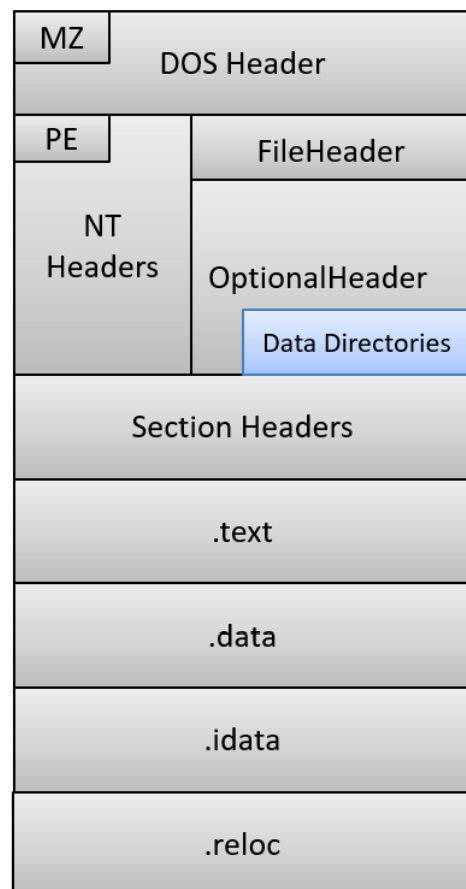 MZ
DOS Header
PE
FileHeader
NT
Headers
OptionalHeader
Data Directories
Section Headers
.text
.data
.idata
.reloc